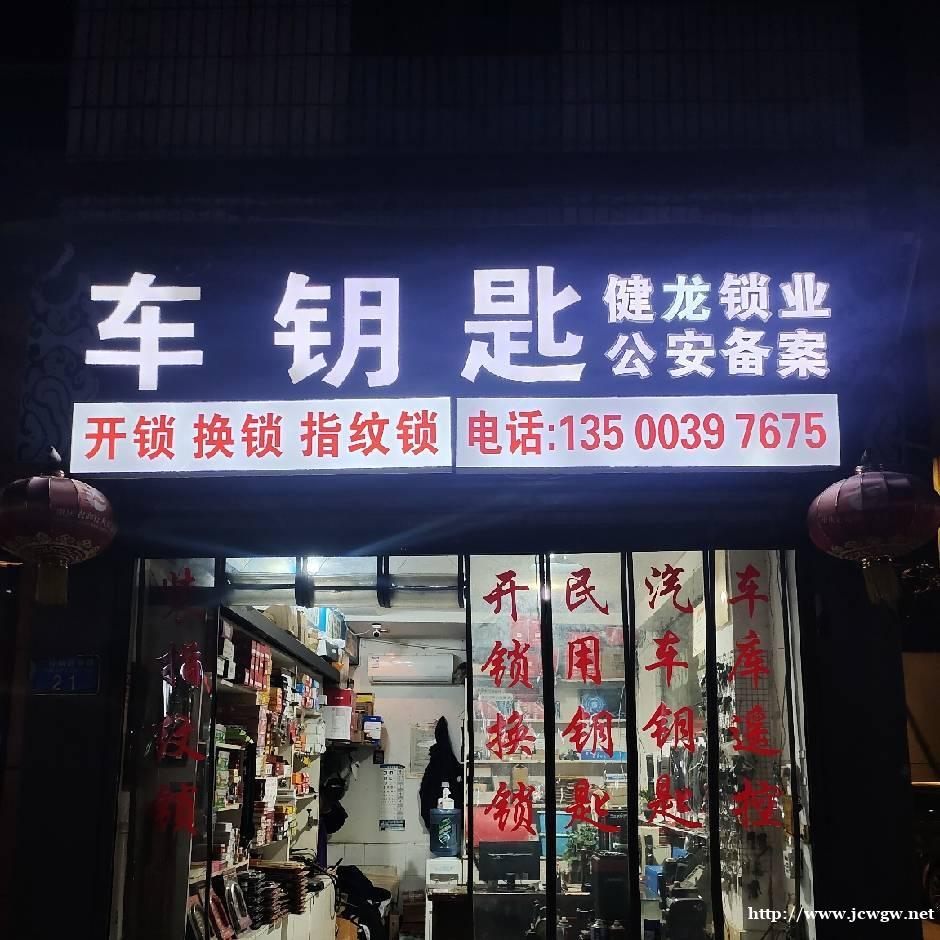 车钥匙
健龙锁业
公安备案
开锁 换锁 指纹锁
电话:135 0039 7675
开锁换锁
民用钥匙
汽车钥匙
车库遥控
21
http://www.jcwgw.net